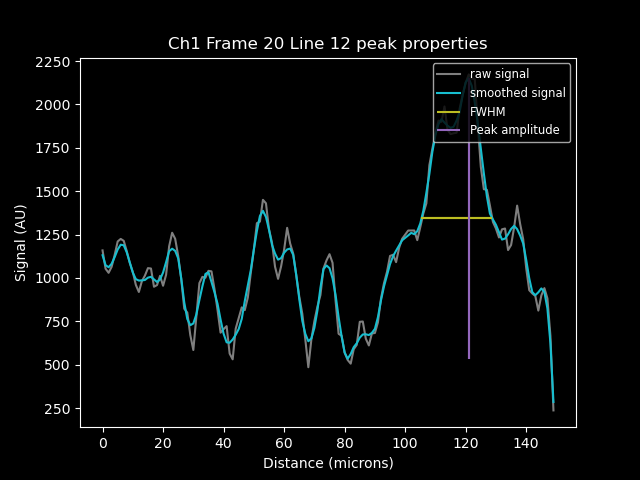 Ch1 Frame 20 Line 12 peak properties
raw signal
smoothed signal
FWHM
Peak amplitude
Signal (AU)
2250
2000
1750
1500
1250
1000
750
500
250
0 20 40 60 80 100 120 140
Distance (microns)